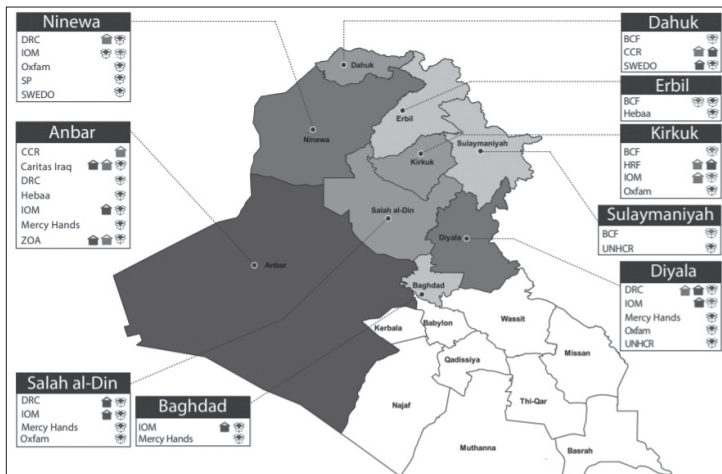 Ninewa
DRC
IOM
Oxfam
SP
SWEDO
Anbar
CCR
Caritas Iraq
DRC
Hebaa
IOM
Mercy Hands
ZOA
Salah al-Din
DRC
IOM
Mercy Hands
Oxfam
Baghdad
IOM
Mercy Hands
Dahuk
BCF
CCR
SWEDO
Erbil
BCF
Hebaa
Kirkuk
BCF
HRF
IOM
Oxfam
Sulaymaniyah
BCF
UNHCR
Diyala
DRC
IOM
Mercy Hands
Oxfam
UNHCR
Dahuk
Ninewa
Erbil
Sulaymaniyah
Kirkuk
Salah al-Din
Diyala
Anbar
Baghdad
Kerbala
Babylon
Wassit
Qadissiya
Missan
Najaf
Thi-Qar
Muthanna
Basrah